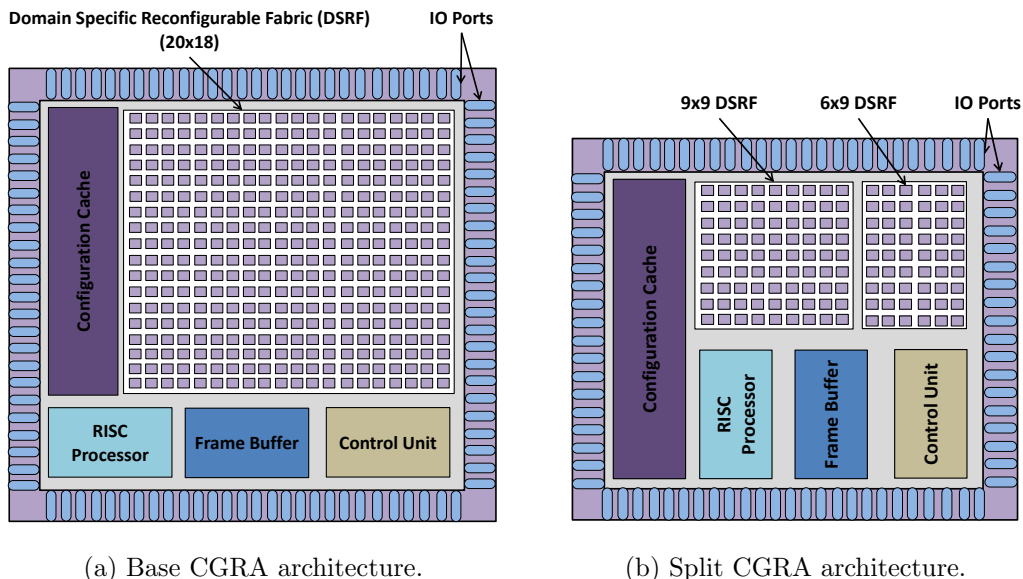 Domain Specific Reconfigurable Fabric (DSRF)
(20x18)
IO Ports
Configuration Cache
RISC
Processor
Frame Buffer
Control Unit
(a) Base CGRA architecture.
9x9 DSRF
6x9 DSRF
IO Ports
Configuration Cache
RISC
Processor
Frame Buffer
Control Unit
(b) Split CGRA architecture.